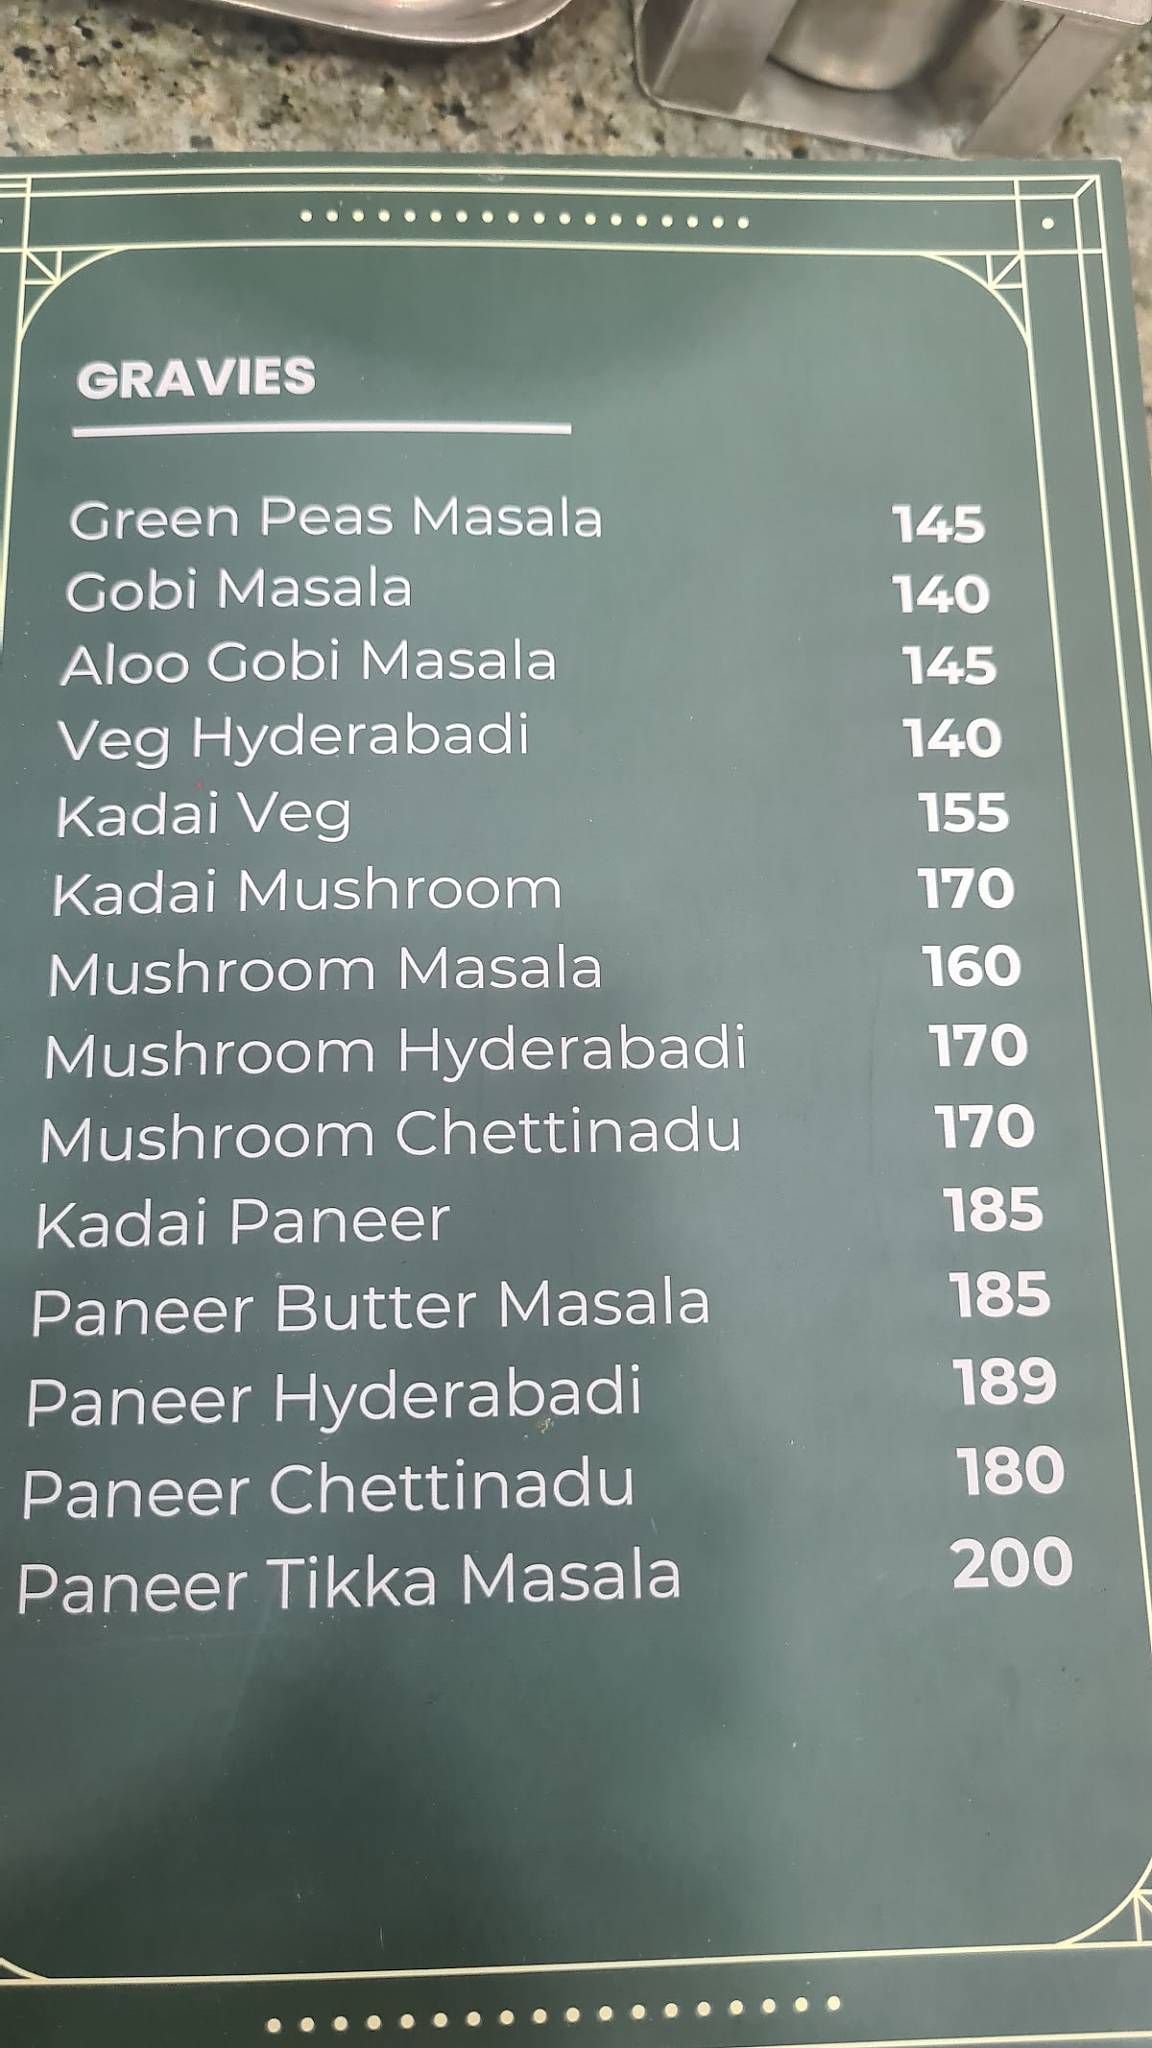 GRAVIES
Green Peas Masala 145
Gobi Masala 140
Aloo Gobi Masala 145
Veg Hyderabadi 140
Kadai Veg 155
Kadai Mushroom 170
Mushroom Masala 160
Mushroom Hyderabadi 170
Mushroom Chettinadu 170
Kadai Paneer 185
Paneer Butter Masala 185
Paneer Hyderabadi 189
Paneer Chettinadu 180
Paneer Tikka Masala 200